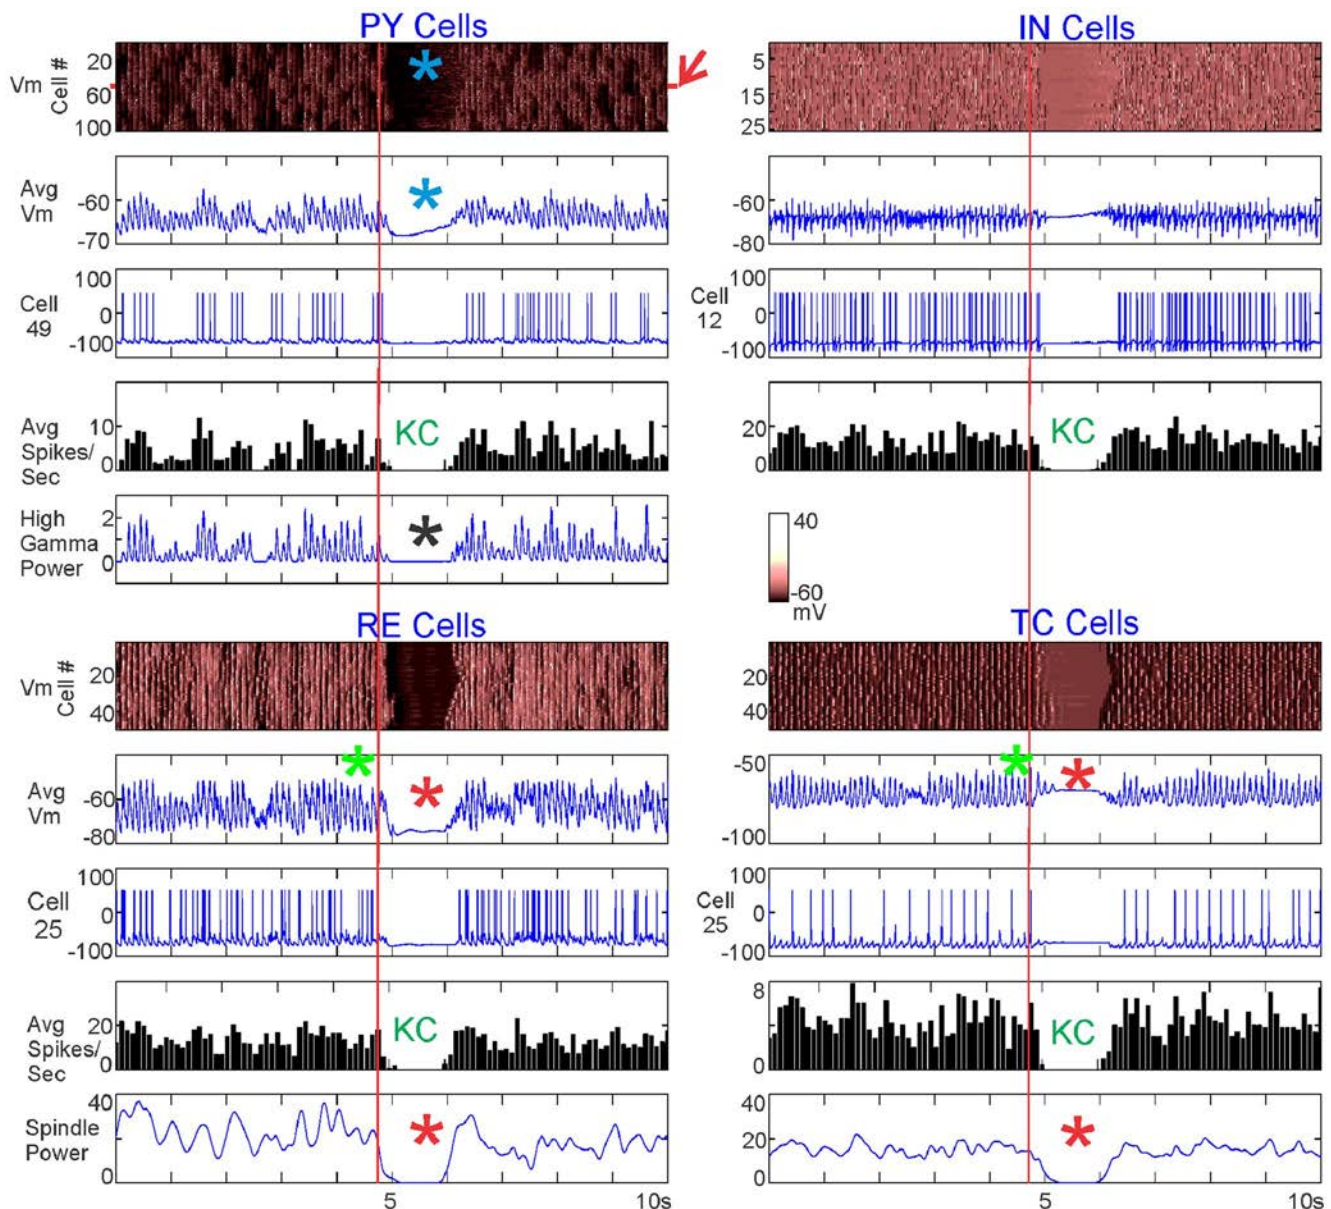 PY Cells
IN Cells
Vm
Cell #
20
60
100
5
15
25
Avg
Vm
-60
-70
-60
-80
Cell
49
100
0
-100
Cell
12
100
0
-100
Avg
Spikes/
Sec
10
0
KC
20
0
KC
High
Gamma
Power
2
0
40
-60
mV
RE Cells
TC Cells
Vm
Cell #
20
40
20
40
Avg
Vm
-60
-80
-50
-100
Cell
25
100
0
-100
Cell
25
100
0
-100
Avg
Spikes/
Sec
20
0
KC
8
4
0
KC
Spindle
Power
40
20
0
40
20
0
5
10s
5
10s